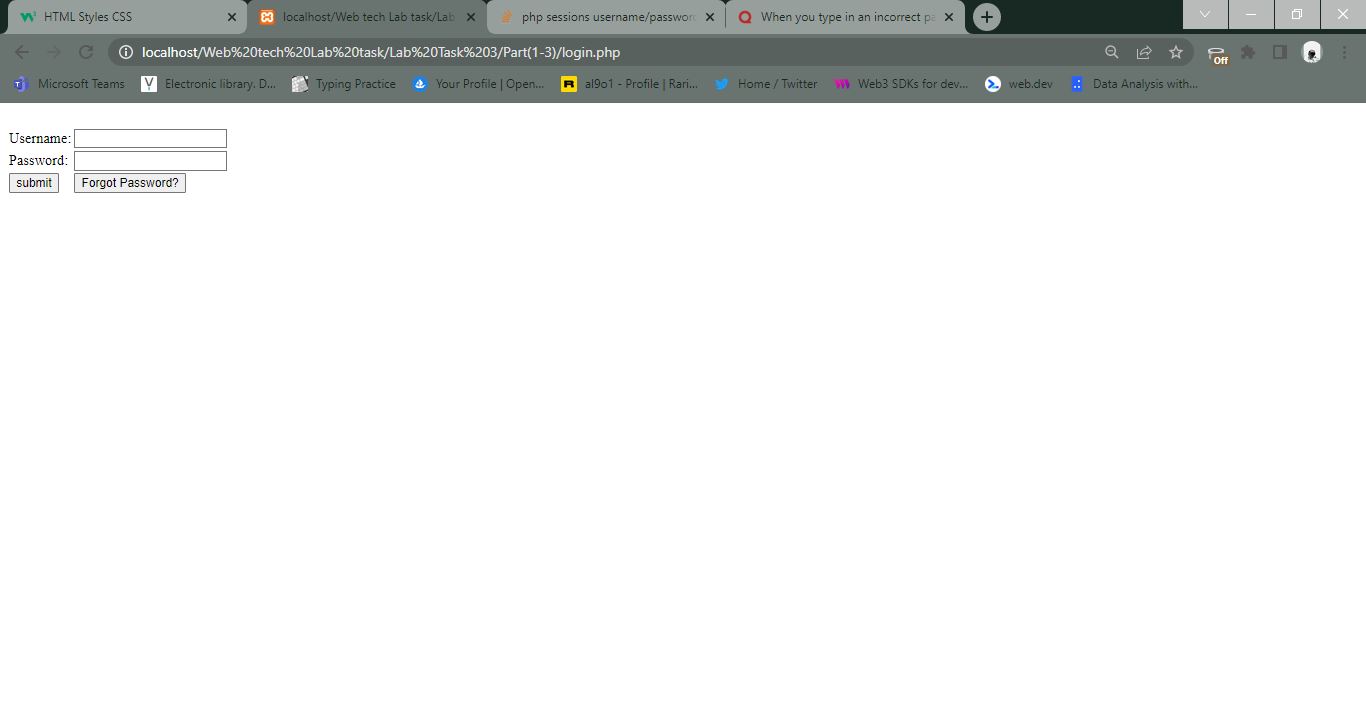 HTML Styles CSS
localhost/Web tech Lab task/Lab
php sessions username/password
When you type in an incorrect pa
localhost/Web%20tech%20Lab%20task/Lab%20Task%203/Part(1-3)/login.php
Off
Microsoft Teams
Electronic library. D...
Typing Practice
Your Profile | Open...
al9o1 - Profile | Rari...
Home / Twitter
Web3 SDKs for dev...
web.dev
Data Analysis with...
Username:
Password:
submit Forgot Password?